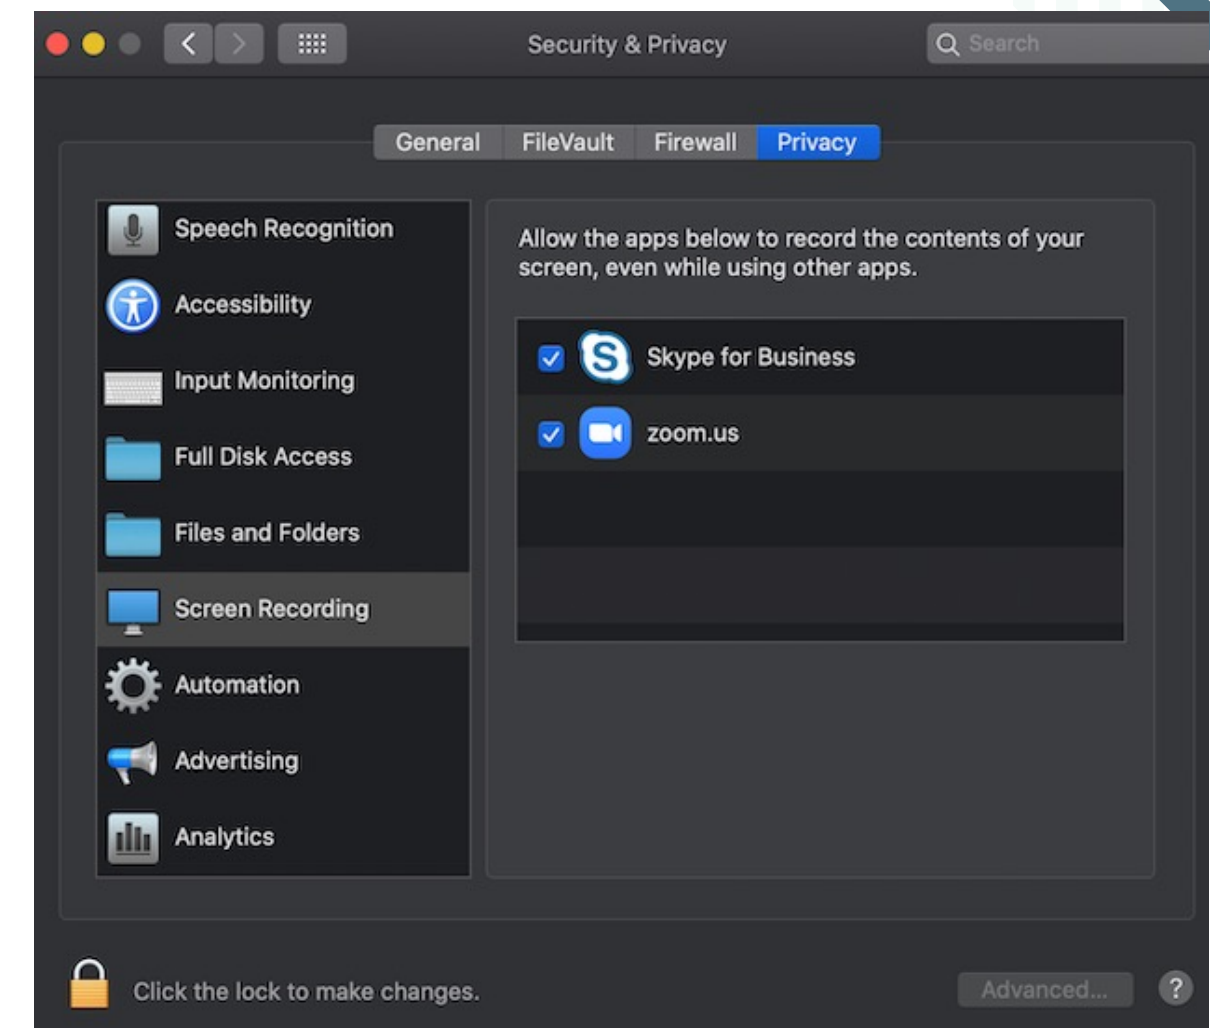 Security & Privacy
Search
General FileVault Firewall Privacy
Speech Recognition
Accessibility
Input Monitoring
Full Disk Access
Files and Folders
Screen Recording
Automation
Advertising
Analytics
Allow the apps below to record the contents of your
screen, even while using other apps.
S Skype for Business
zoom.us
Click the lock to make changes.
Advanced...
?